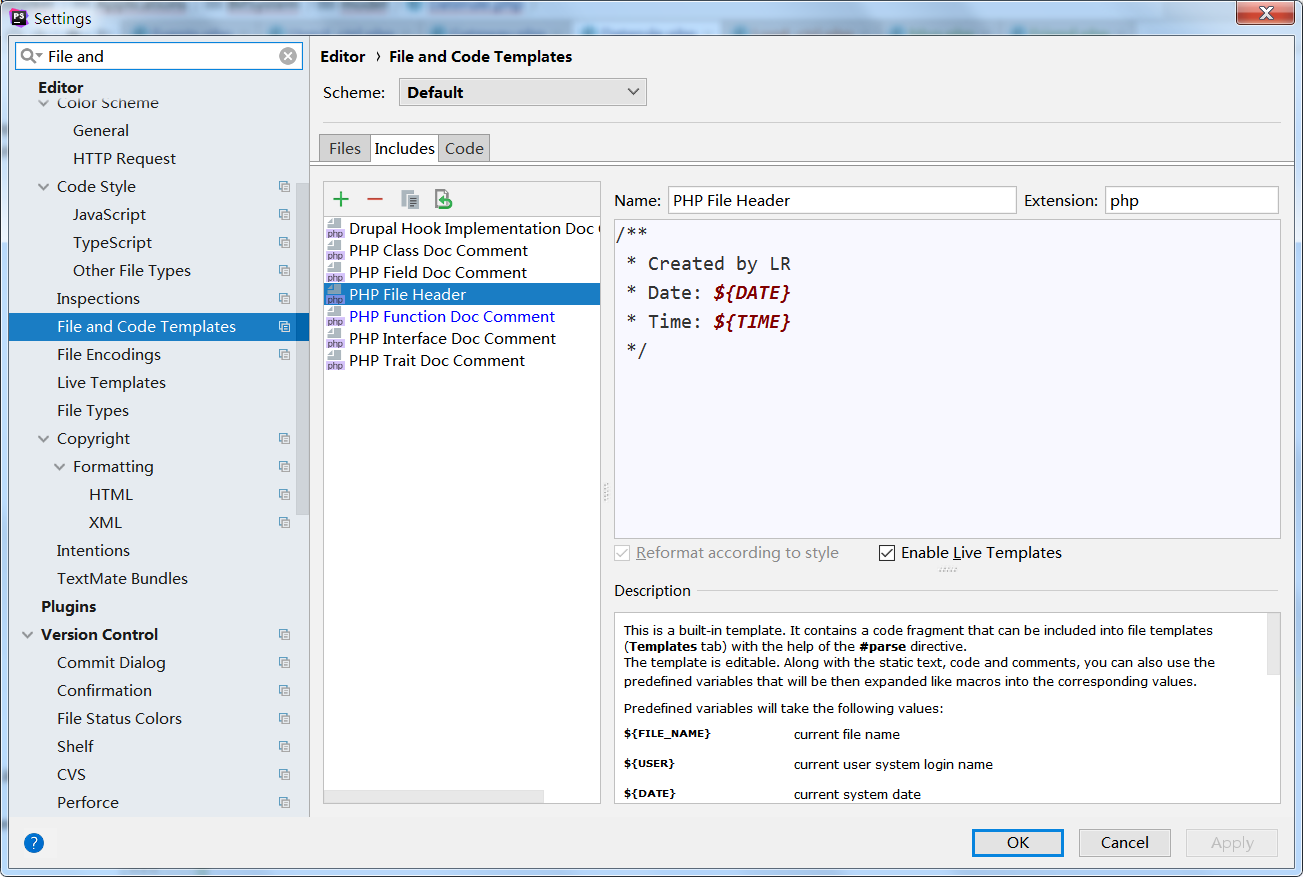 PS Settings
File and
Editor
Color Scheme
General
HTTP Request
Code Style
JavaScript
TypeScript
Other File Types
Inspections
File and Code Templates
File Encodings
Live Templates
File Types
Copyright
Formatting
HTML
XML
Intentions
TextMate Bundles
Plugins
Version Control
Commit Dialog
Confirmation
File Status Colors
Shelf
CVS
Perforce
?
Editor › File and Code Templates
Scheme: Default
Files Includes Code
php Drupal Hook Implementation Doc
php PHP Class Doc Comment
php PHP Field Doc Comment
php PHP File Header
php PHP Function Doc Comment
php PHP Interface Doc Comment
php PHP Trait Doc Comment
Name: PHP File Header Extension: php
/**
* Created by LR
* Date: ${DATE}
* Time: ${TIME}
*/
Reformat according to style Enable Live Templates
Description
This is a built-in template. It contains a code fragment that can be included into file templates
(Templates tab) with the help of the #parse directive.
The template is editable. Along with the static text, code and comments, you can also use the
predefined variables that will be then expanded like macros into the corresponding values.
Predefined variables will take the following values:
${FILE_NAME} current file name
${USER} current user system login name
${DATE} current system date
OK Cancel Apply